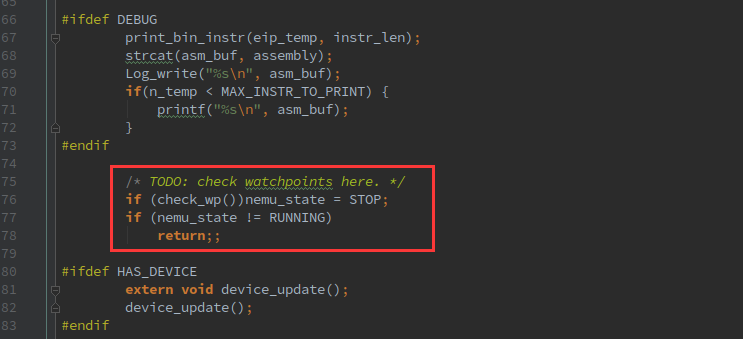 65
66 #ifdef DEBUG
67 print_bin_instr(eip_temp, instr_len);
68 strcat(asm_buf, assembly);
69 Log_write("%s\n", asm_buf);
70 if(n_temp < MAX_INSTR_TO_PRINT) {
71 printf("%s\n", asm_buf);
72 }
73 #endif
74
75 /* TODO: check watchpoints here. */
76 if (check_wp())nemu_state = STOP;
77 if (nemu_state != RUNNING)
78 return;;
79
80 #ifdef HAS_DEVICE
81 extern void device_update();
82 device_update();
83 #endif